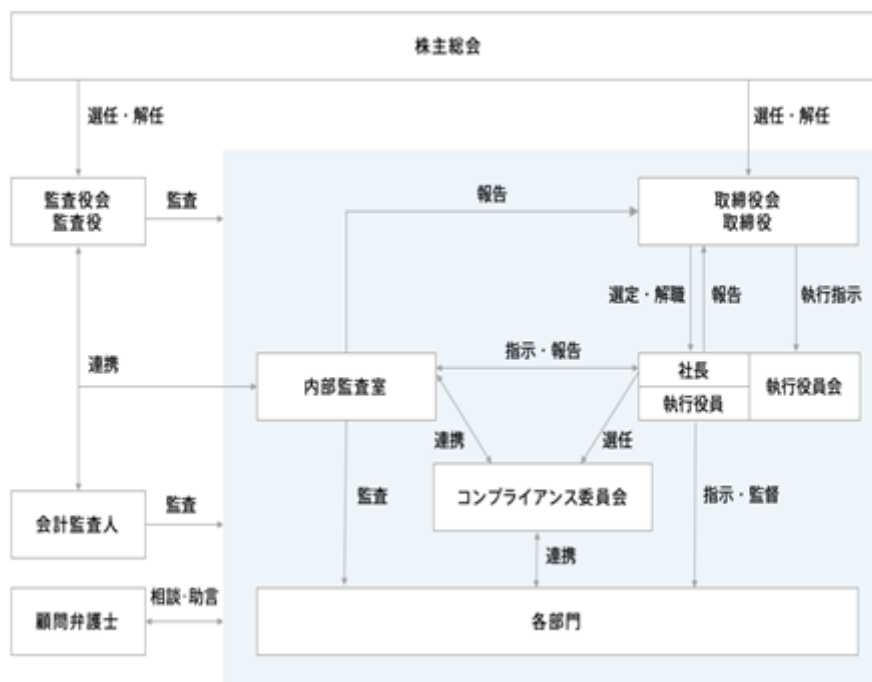 株主総会
選任・解任
選任・解任
監査役会
監査役
監査
報告
取締役会
取締役
選定・解職
報告
執行指示
連携
内部監査室
指示・報告
社長
執行役員
執行役員会
連携
選任
監査
コンプライアンス委員会
指示・監督
会計監査人
監査
連携
顧問弁護士
相談・助言
各部門